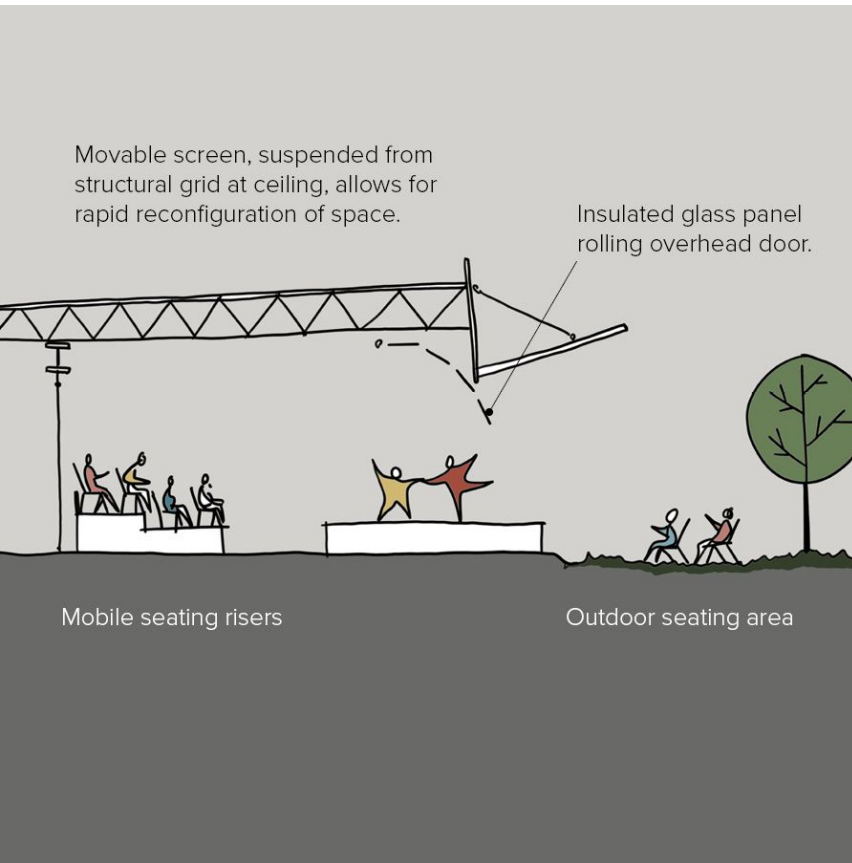 Movable screen, suspended from
structural grid at ceiling, allows for
rapid reconfiguration of space.
Insulated glass panel
rolling overhead door.
Mobile seating risers
Outdoor seating area